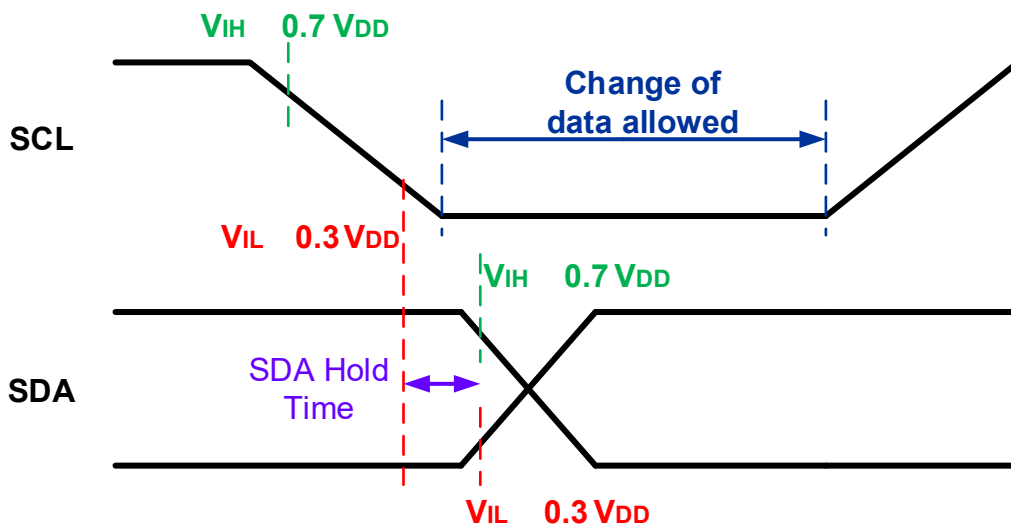 VIH 0.7 VDD
Change of
data allowed
SCL
VIL 0.3 VDD
VIH 0.7 VDD
SDA Hold
Time
SDA
VIL 0.3 VDD